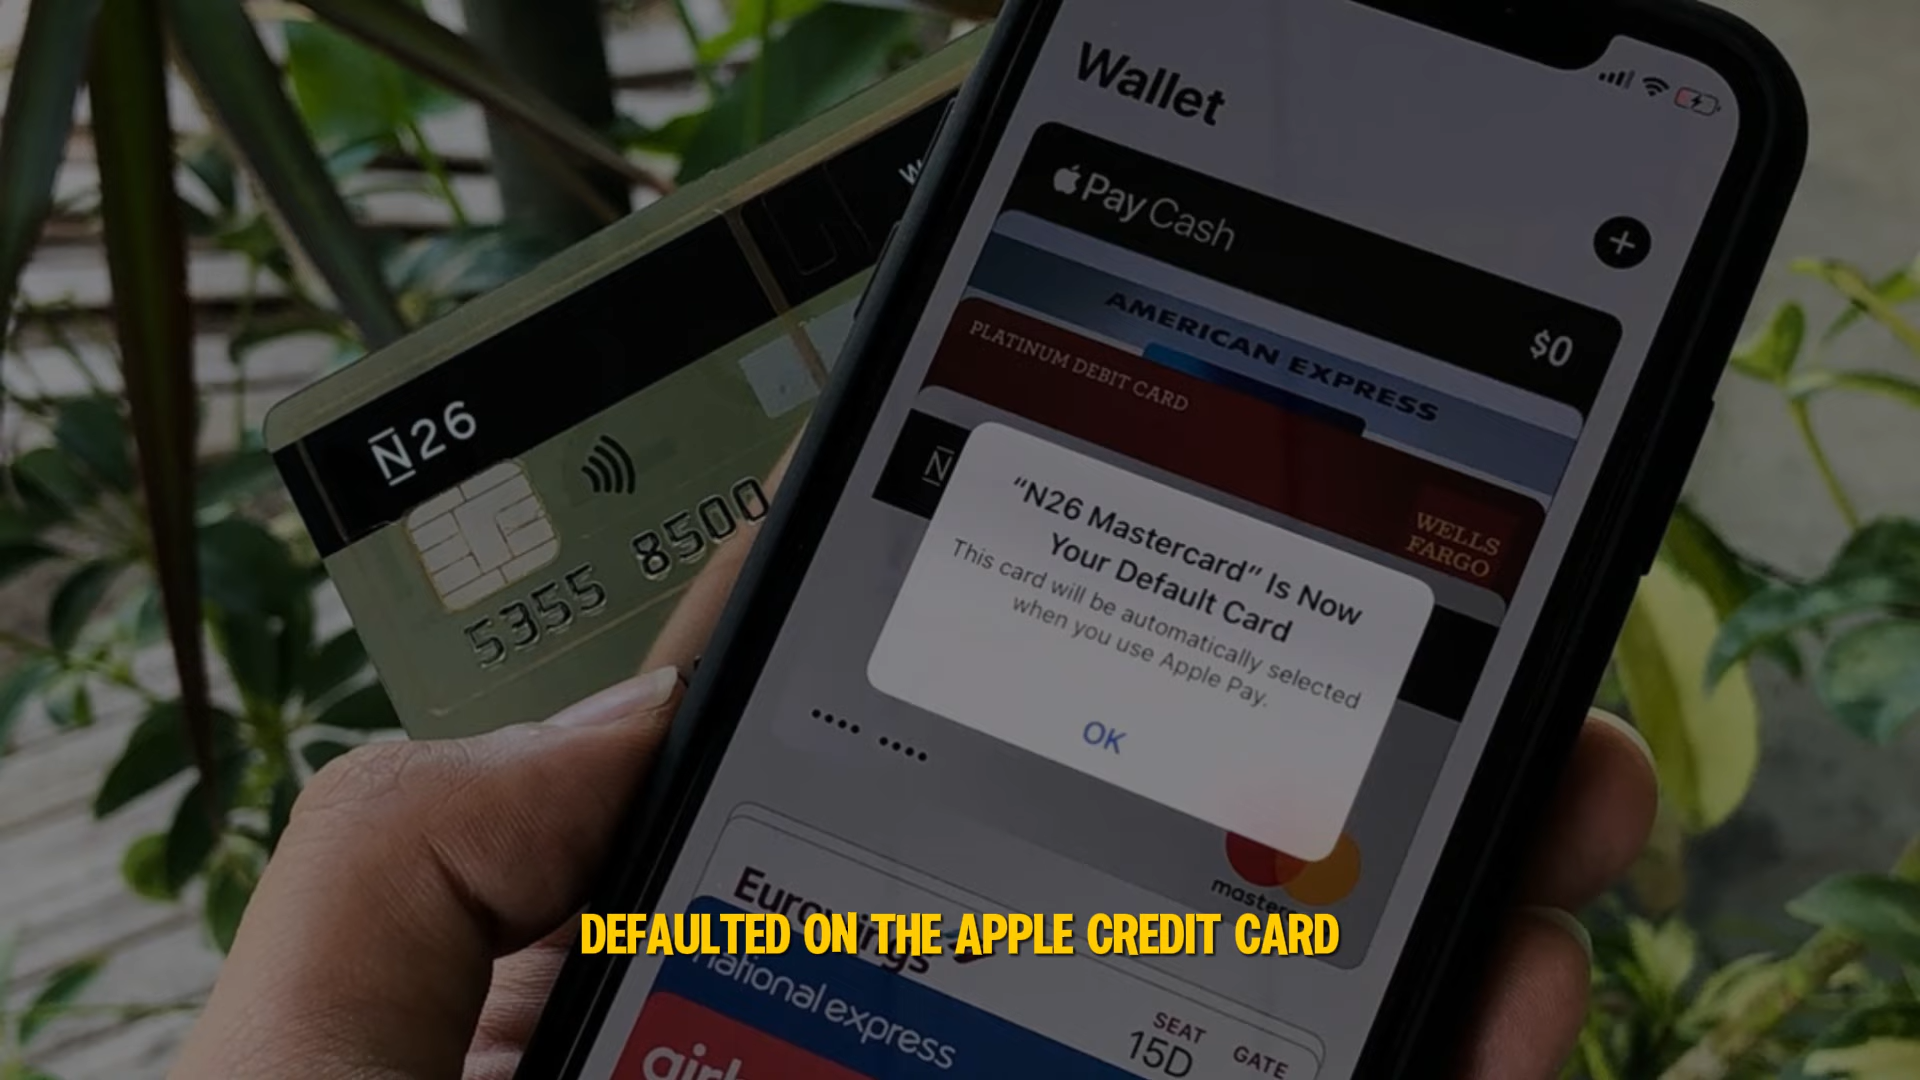 Wallet
Pay Cash
$0
AMERICAN EXPRESS
PLATINUM DEBIT CARD
WELLS
FARGO
N26
5355 8500
"N26 Mastercard" Is Now
Your Default Card
This card will be automatically selected
when you use Apple Pay.
OK
DEFAULTED ON THE APPLE CREDIT CARD
national express
SEAT
15D
GATE